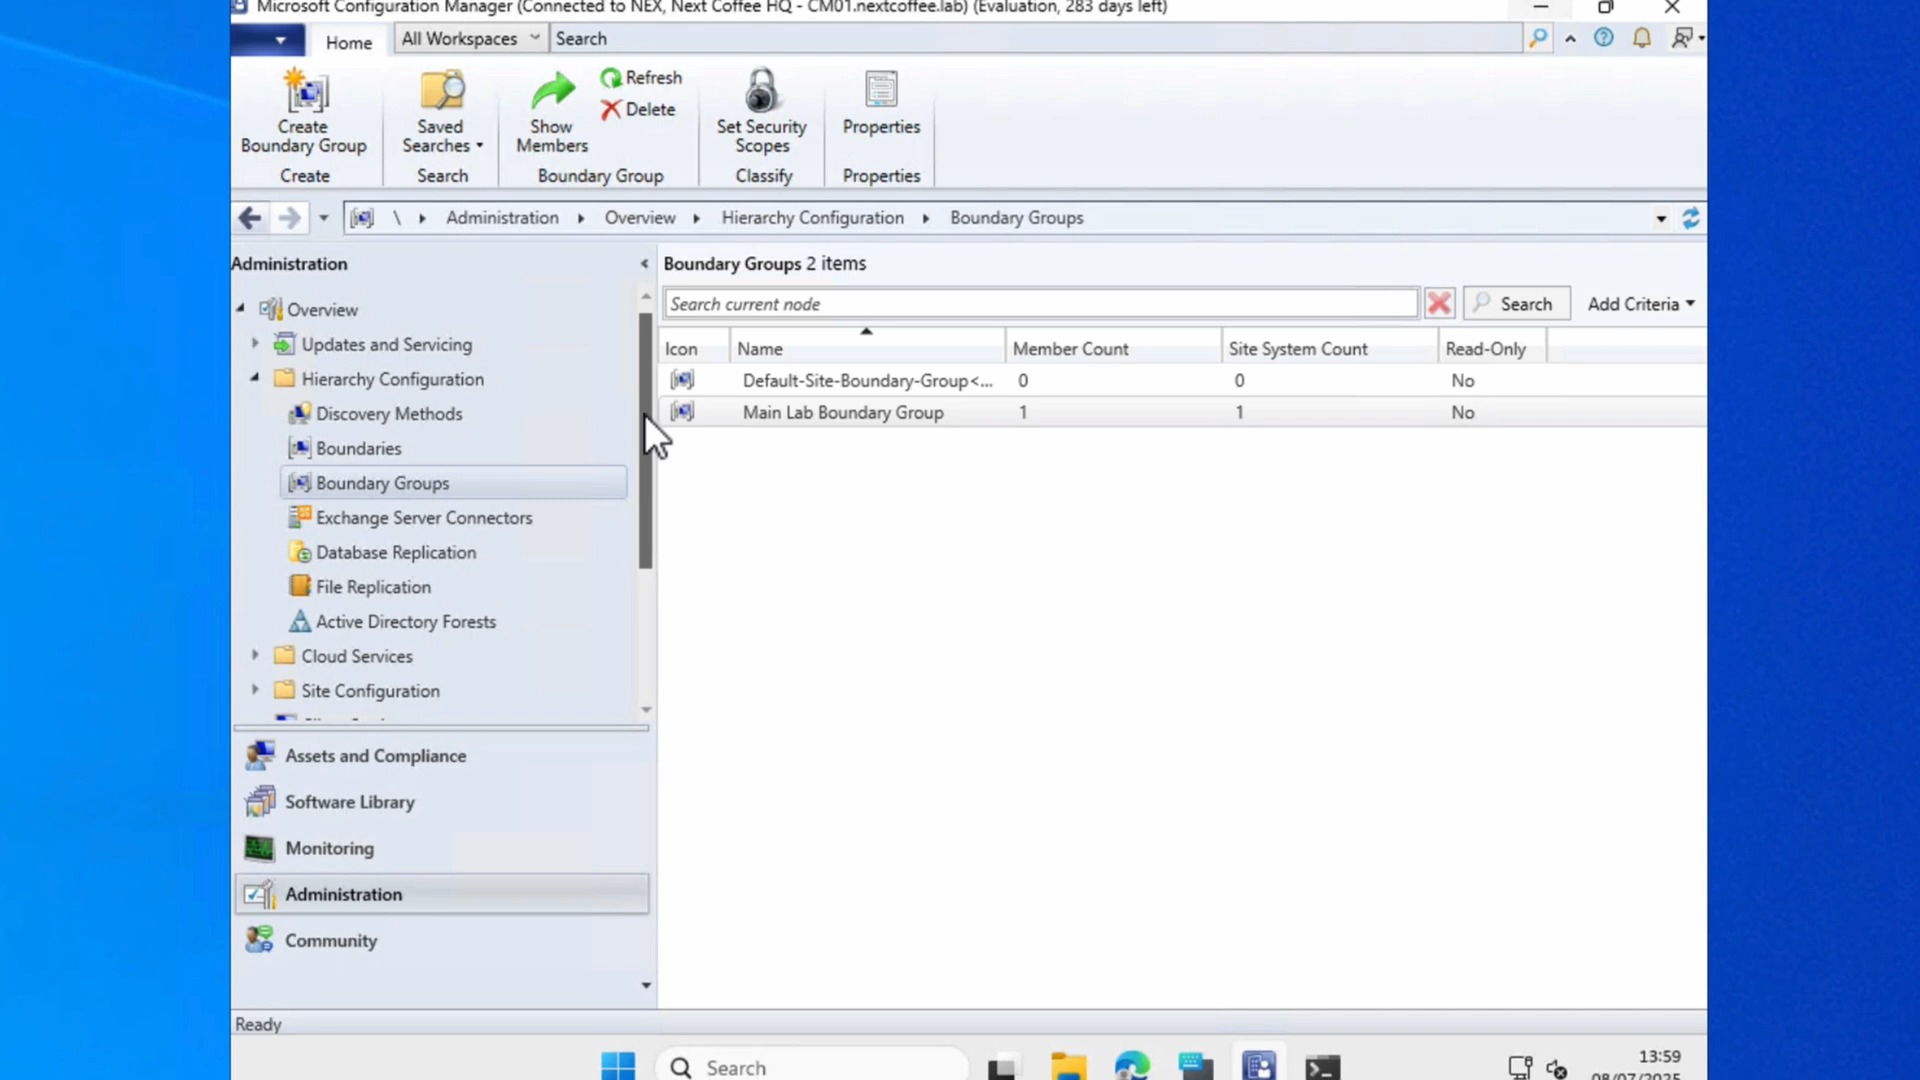 Microsoft Configuration Manager (Connected to NEX, Next Coffee HQ - CM01.nextcoffee.lab) (Evaluation, 283 days left)
Home
All Workspaces
Search
Create
Boundary Group
Saved
Searches
Show
Members
Refresh
Delete
Set Security
Scopes
Properties
Create
Search
Boundary Group
Classify
Properties
\ Administration Overview Hierarchy Configuration Boundary Groups
Administration
Overview
Updates and Servicing
Hierarchy Configuration
Discovery Methods
Boundaries
Boundary Groups
Exchange Server Connectors
Database Replication
File Replication
Active Directory Forests
Cloud Services
Site Configuration
Assets and Compliance
Software Library
Monitoring
Administration
Community
Boundary Groups 2 items
Search current node
Search
Add Criteria
Icon Name Member Count Site System Count Read-Only
Default-Site-Boundary-Group<... 0 0 No
Main Lab Boundary Group 1 1 No
Ready
Search
13:59
08/07/2025